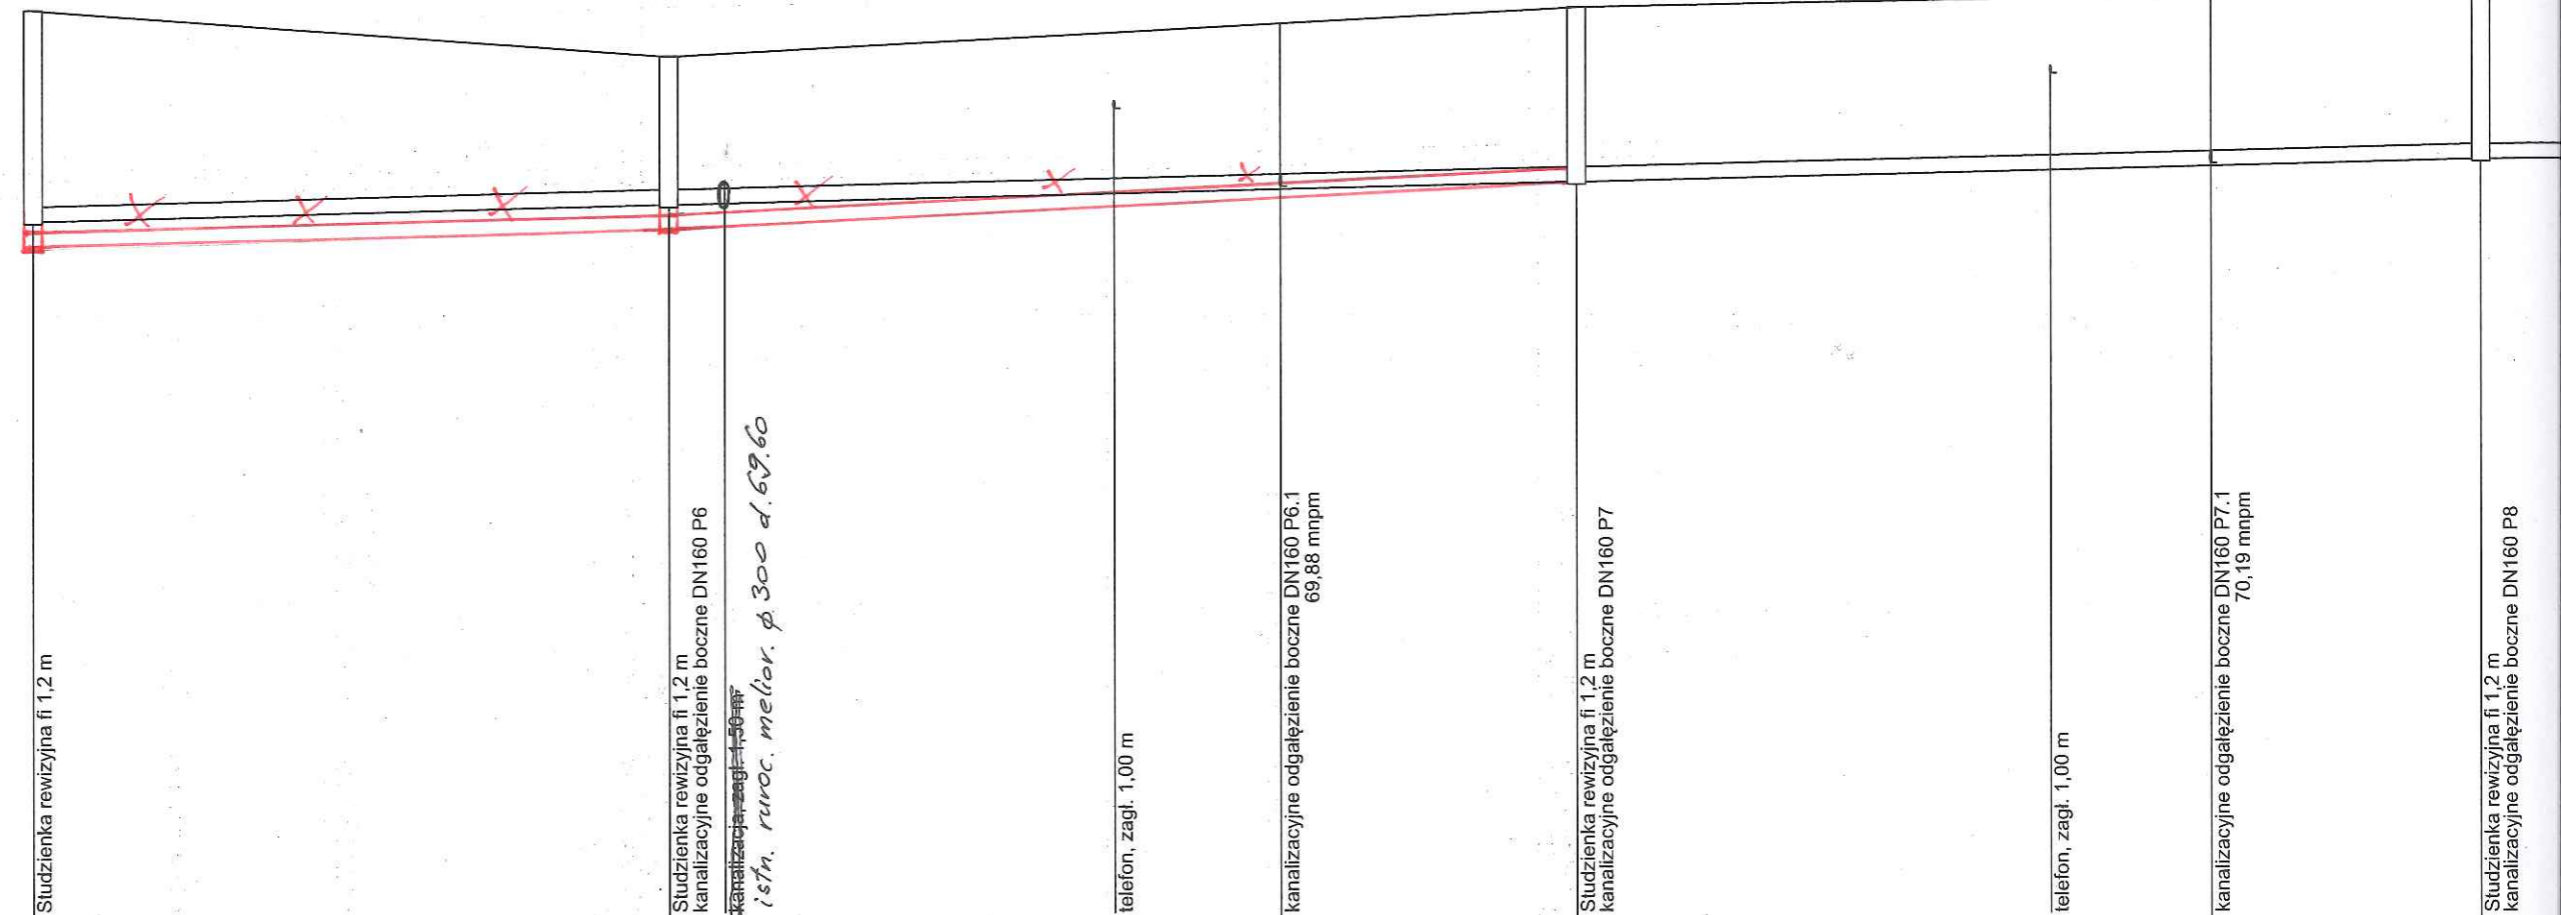 Studzienka rewizyjna fi 1,2 m
Studzienka rewizyjna fi 1,2 m
kanalizacyjne odgałęzienie boczne DN160 P6
kanalizacja, zagł. 1,50 m
istn. ruroc. melior. φ 300 d. 69.60
telefon, zagł. 1,00 m
kanalizacyjne odgałęzienie boczne DN160 P6.1
69,88 mnpm
Studzienka rewizyjna fi 1,2 m
kanalizacyjne odgałęzienie boczne DN160 P7
telefon, zagł. 1,00 m
kanalizacyjne odgałęzienie boczne DN160 P7.1
70,19 mnpm
Studzienka rewizyjna fi 1,2 m
kanalizacyjne odgałęzienie boczne DN160 P8